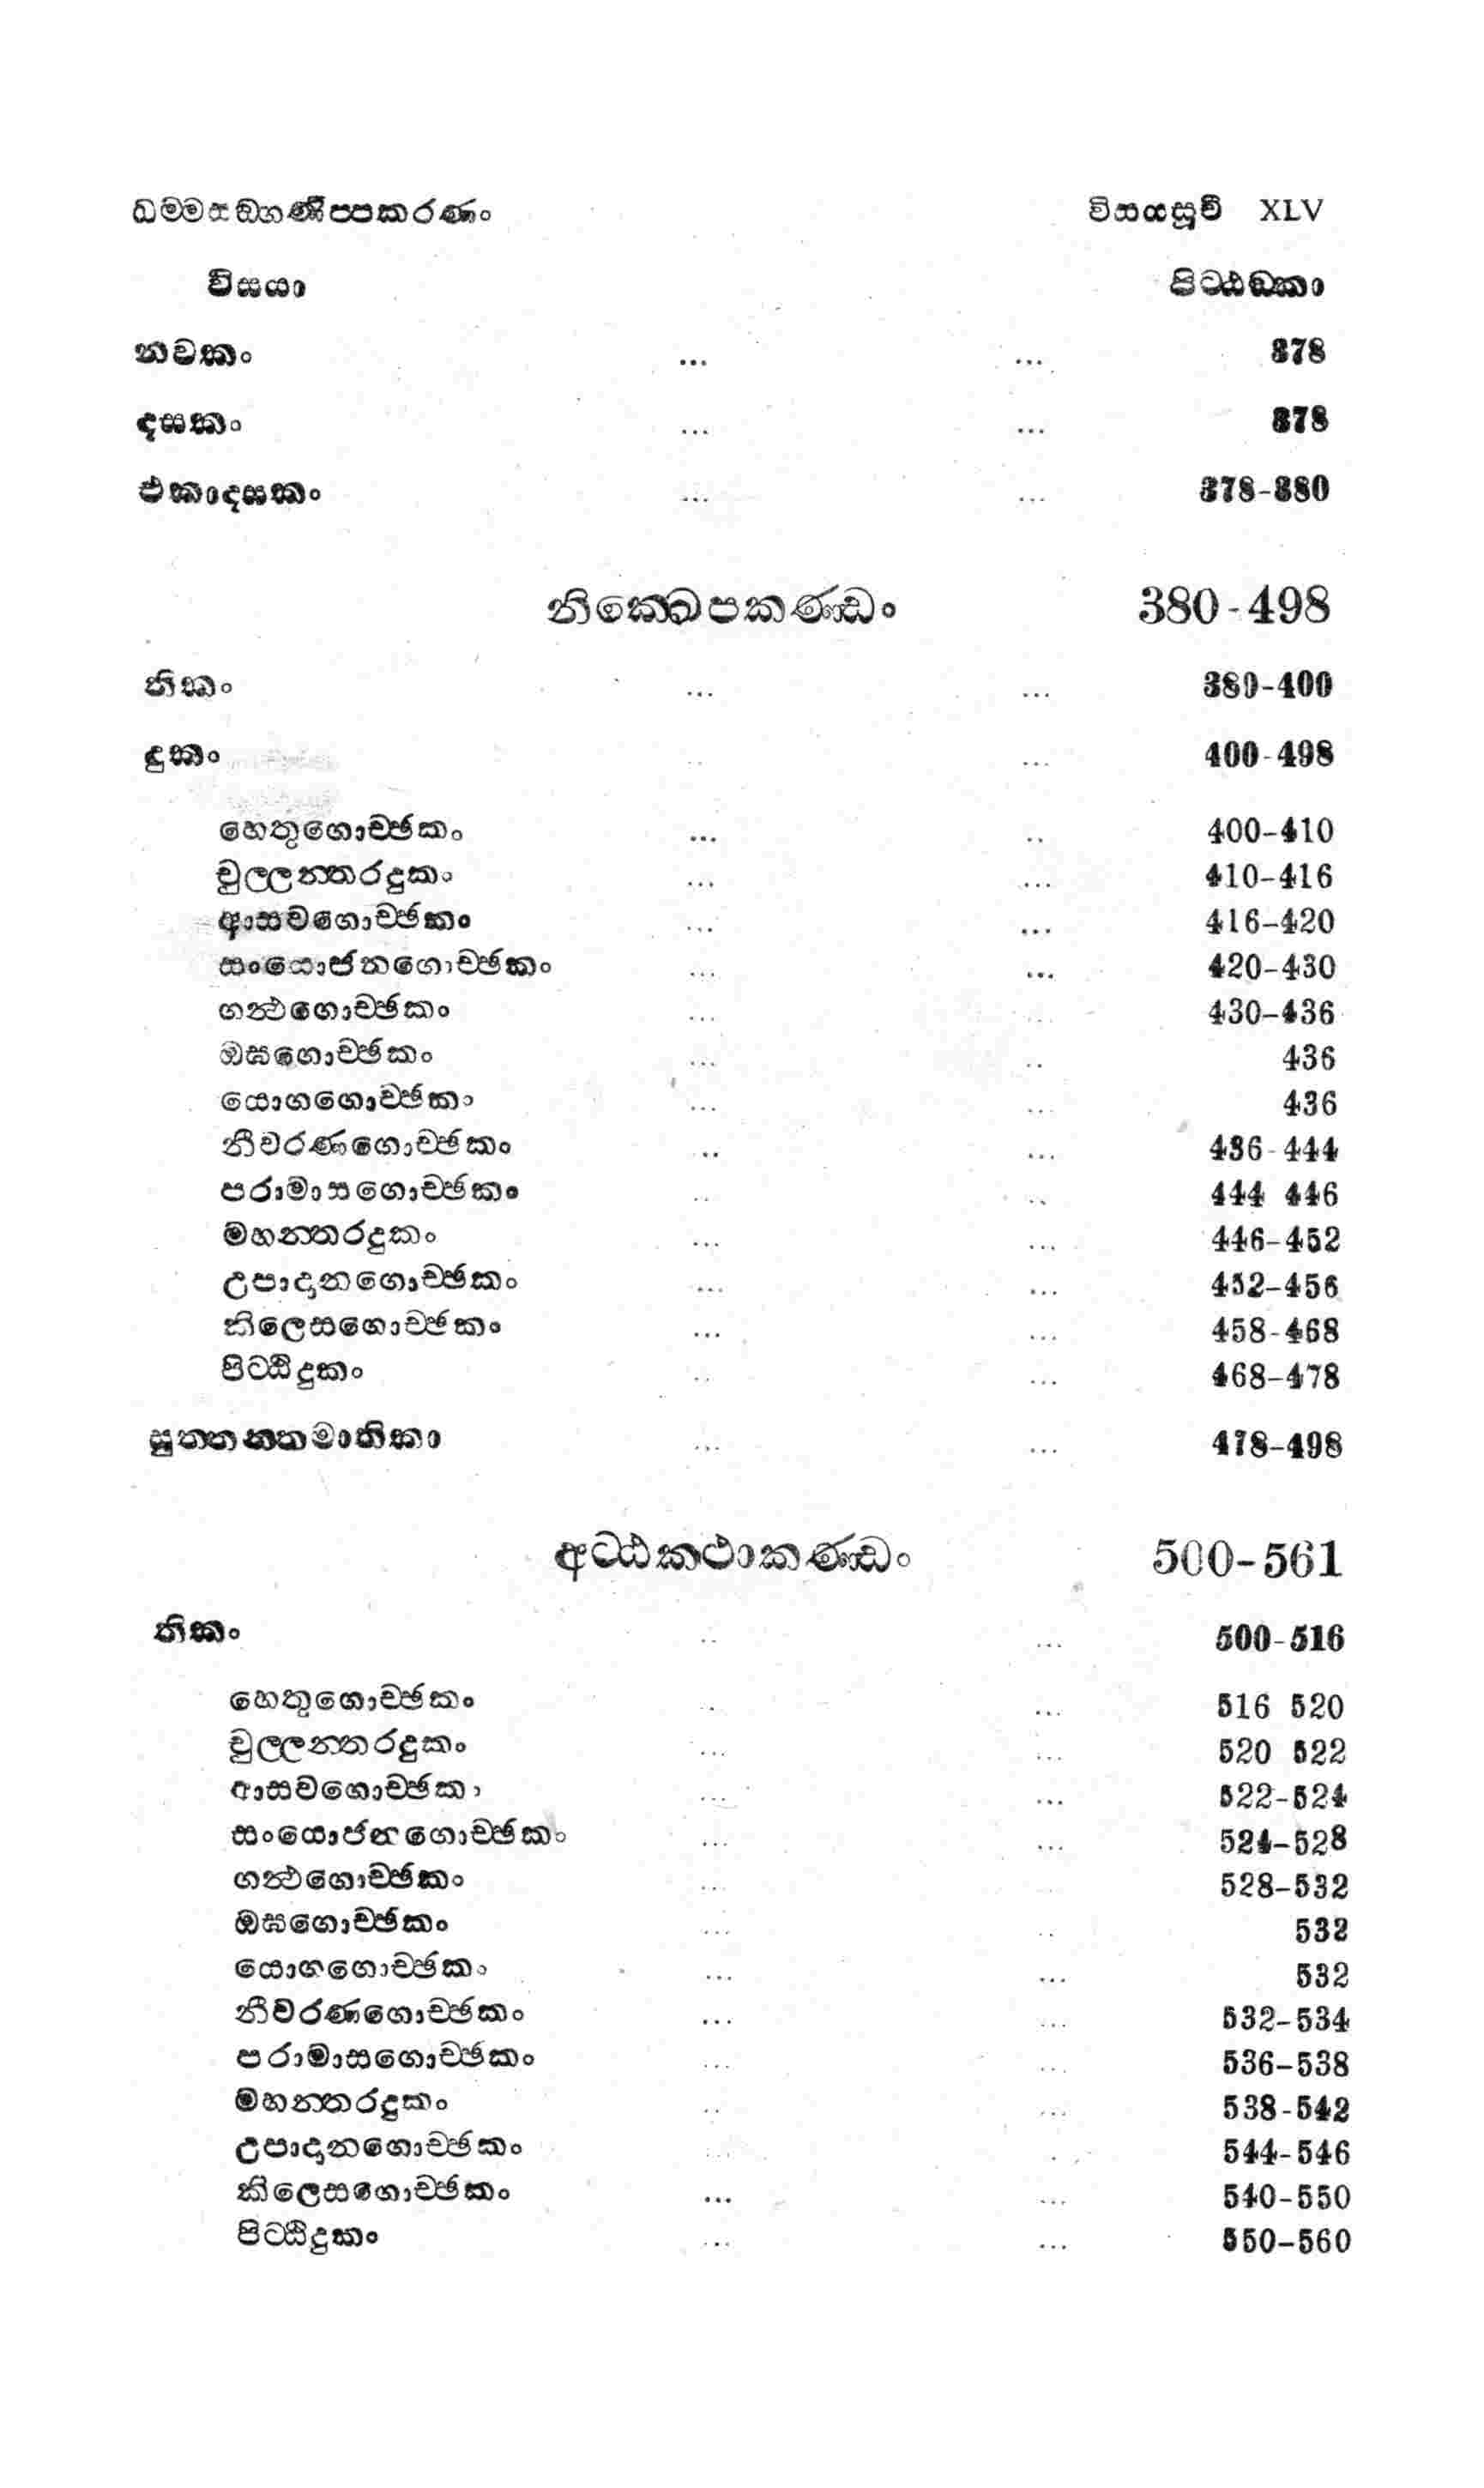 ධම්මසඞ්ගණීප්පකරණං විසයසූචි XLV
විසයා පිට්ඨඞ්කා
නවකං ... ... 378
දසකං ... ... 378
එකාදසකං ... ... 378-380
නික්ඛෙපකණ්ඩං 380-498
තිකං ... ... 380-400
දුකං .. ... 400-498
හෙතුගොච්ඡකං ... .. 400-410
චුල්ලන්තරදුකං ... ... 410-416
ආසවගොච්ඡකං ... ... 416-420
සංයොජනගොච්ඡකං ... ... 420-430
ගන්ථගොච්ඡකං ... ... 430-436
ඔඝගොච්ඡකං ... .. 436
යොගගොච්ඡකං ... ... 436
නීවරණගොච්ඡකං .. ... 436-444
පරාමාසගොච්ඡකං .. .. 444 446
මහන්තරදුකං ... ... 446-452
උපාදානගොච්ඡකං ... ... 452-456
කිලෙසගොච්ඡකං ... ... 458-468
පිට්ඨිදුකං .. ... 468-478
සුත්තන්තමාතිකා ... ... 478-498
අට්ඨකථාකණ්ඩං 500-561
තිකං .. ... 500-516
හෙතුගොච්ඡකං .. ... 516 520
චුල්ලන්තරදුකං ... ... 520 522
ආසවගොච්ඡකං ... ... 522-524
සංයොජනගොච්ඡකං ... ... 524-528
ගන්ථගොච්ඡකං ... 528-532
ඔඝගොච්ඡකං ... .. 532
යොගගොච්ඡකං ... ... 532
නීවරණගොච්ඡකං ... ... 532-534
පරාමාසගොච්ඡකං ... ... 536-538
මහන්තරදුකං .. ... 538-542
උපාදානගොච්ඡකං ... ... 544-546
කිලෙසගොච්ඡකං ... ... 540-550
පිට්ඨිදුකං ... ... 550-560